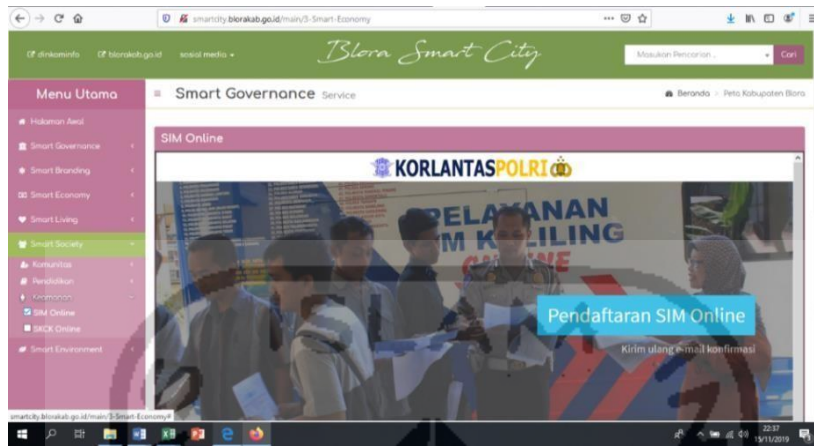 smartcity.blorakab.go.id/main/3-Smart-Economy
dinkominfo blorakab.go.id sosial media
Blora Smart City
Masukan Pencarian .. Cari
Menu Utama
Smart Governance Service
Beranda > Peta Kabupaten Blora
Halaman Awal
Smart Governance
Smart Branding
Smart Economy
Smart Living
Smart Society
Komunitas
Pendidikan
Keamanan
SIM Online
SKCK Online
Smart Environment
SIM Online
KORLANTASPOLRI
PELAYANAN
SIM KELILING
ONLINE
Pendaftaran SIM Online
Kirim ulang e-mail konfirmasi
smartcity.blorakab.go.id/main/3-Smart-Economy#
22:37
15/11/2019